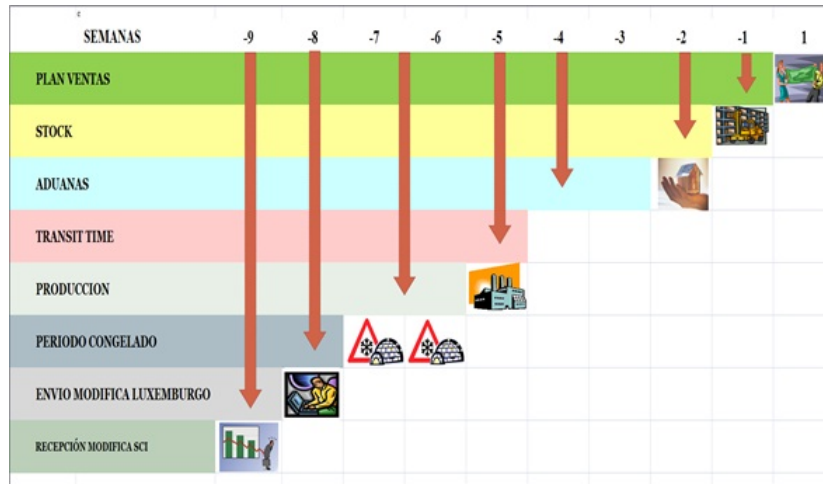 SEMANAS -9 -8 -7 -6 -5 -4 -3 -2 -1 1
PLAN VENTAS
STOCK
ADUANAS
TRANSIT TIME
PRODUCCION
PERIODO CONGELADO
ENVIO MODIFICA LUXEMBURGO
RECEPCIÓN MODIFICA SCI